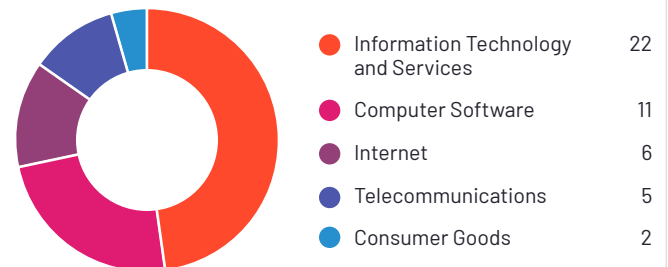 Information Technology 22
and Services
Computer Software 11
Internet 6
Telecommunications 5
Consumer Goods 2